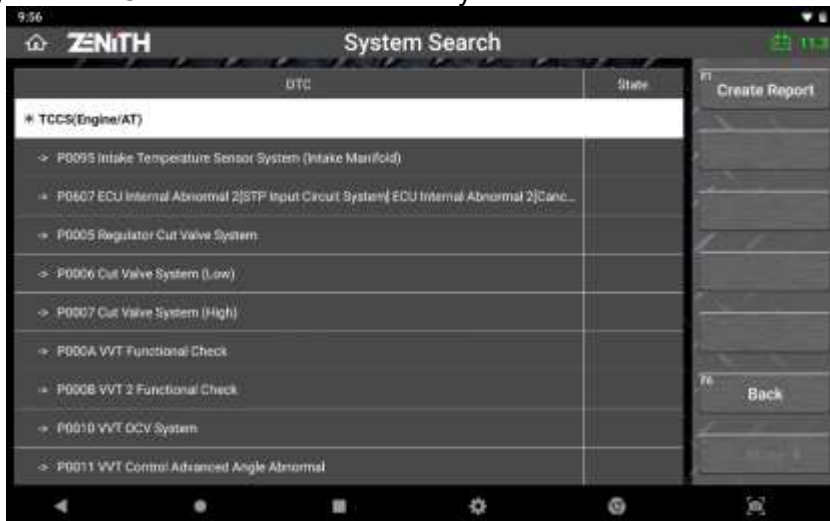 9:56
ZENITH
System Search
11.3
DTC
State
F1
Create Report
* TCCS(Engine/AT)
-> P0095 Intake Temperature Sensor System (Intake Manifold)
-> P0607 ECU Internal Abnormal 2[STP Input Circuit System] ECU Internal Abnormal 2[Canc...
-> P0005 Regulator Cut Valve System
-> P0006 Cut Valve System (Low)
-> P0007 Cut Valve System (High)
-> P000A VVT Functional Check
-> P000B VVT 2 Functional Check
F6
Back
-> P0010 VVT OCV System
-> P0011 VVT Control Advanced Angle Abnormal